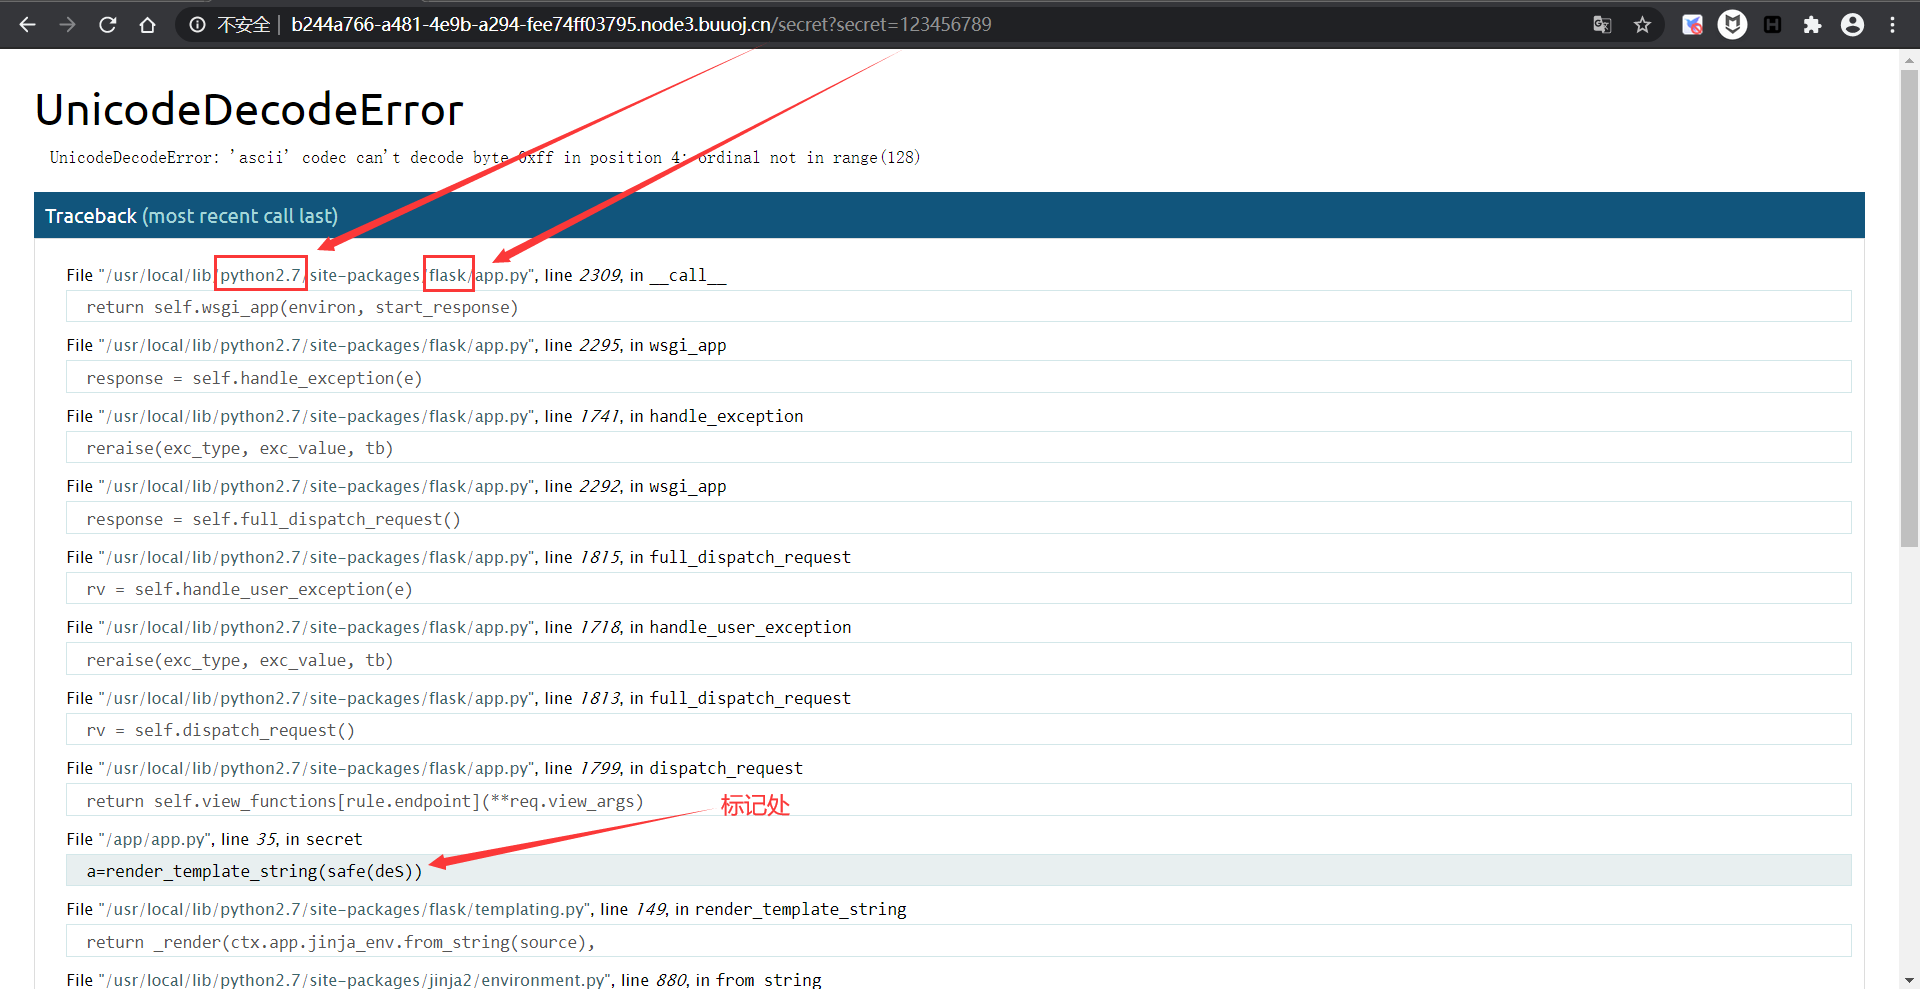 不安全 | b244a766-a481-4e9b-a294-fee74ff03795.node3.buuoj.cn/secret?secret=123456789
UnicodeDecodeError
UnicodeDecodeError: 'ascii' codec can't decode byte 0xff in position 4: ordinal not in range(128)
Traceback (most recent call last)
File "/usr/local/lib/python2.7/site-packages/flask/app.py", line 2309, in __call__
return self.wsgi_app(environ, start_response)
File "/usr/local/lib/python2.7/site-packages/flask/app.py", line 2295, in wsgi_app
response = self.handle_exception(e)
File "/usr/local/lib/python2.7/site-packages/flask/app.py", line 1741, in handle_exception
reraise(exc_type, exc_value, tb)
File "/usr/local/lib/python2.7/site-packages/flask/app.py", line 2292, in wsgi_app
response = self.full_dispatch_request()
File "/usr/local/lib/python2.7/site-packages/flask/app.py", line 1815, in full_dispatch_request
rv = self.handle_user_exception(e)
File "/usr/local/lib/python2.7/site-packages/flask/app.py", line 1718, in handle_user_exception
reraise(exc_type, exc_value, tb)
File "/usr/local/lib/python2.7/site-packages/flask/app.py", line 1813, in full_dispatch_request
rv = self.dispatch_request()
File "/usr/local/lib/python2.7/site-packages/flask/app.py", line 1799, in dispatch_request
return self.view_functions[rule.endpoint](**req.view_args)
标记处
File "/app/app.py", line 35, in secret
a=render_template_string(safe(deS))
File "/usr/local/lib/python2.7/site-packages/flask/templating.py", line 149, in render_template_string
return _render(ctx.app.jinja_env.from_string(source),
File "/usr/local/lib/python2.7/site-packages/jinja2/environment.py", line 880, in from_string